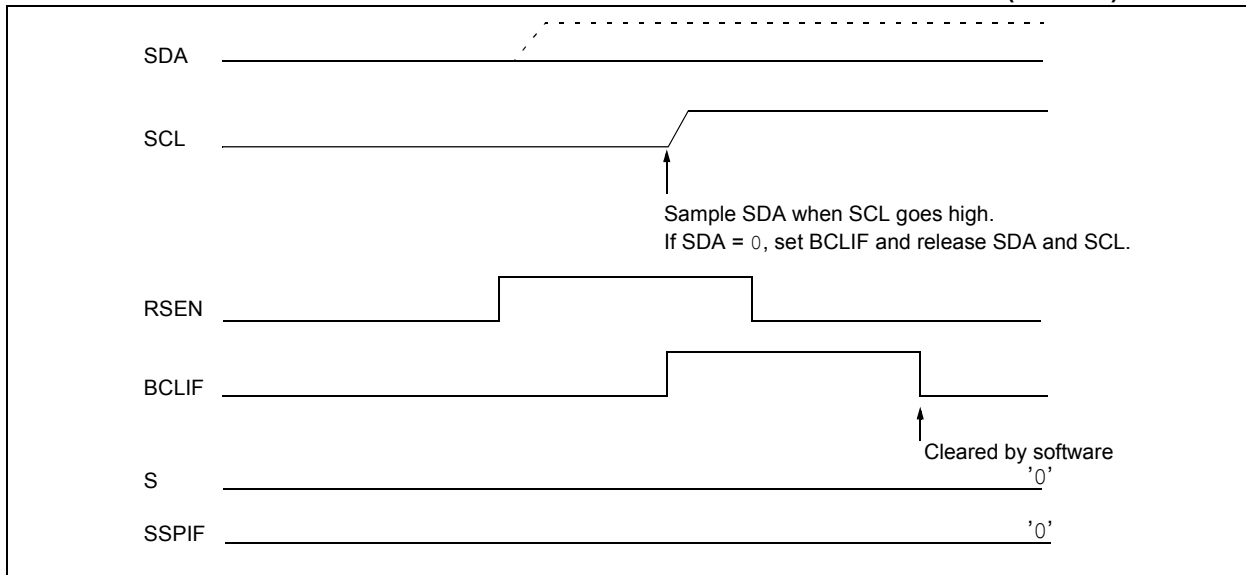 SDA
SCL
Sample SDA when SCL goes high.
If SDA = 0, set BCLIF and release SDA and SCL.
RSEN
BCLIF
Cleared by software
S
'0'
SSPIF
'0'